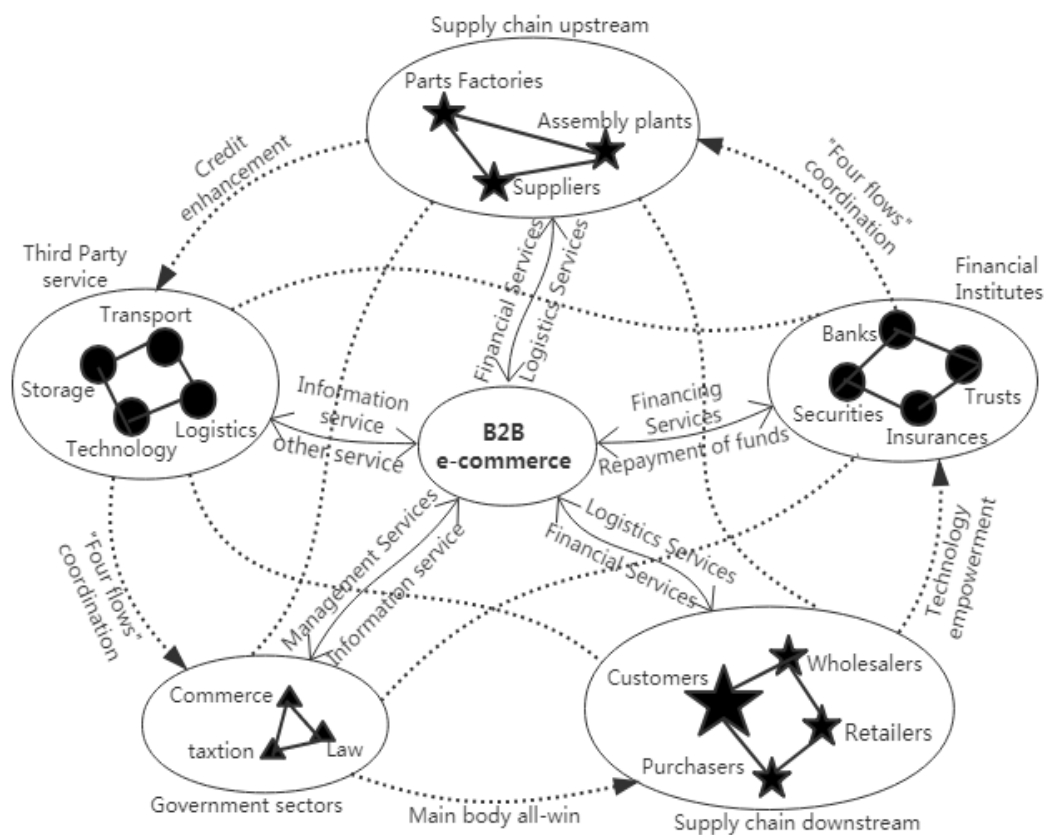 Supply chain upstream
Parts Factories
Assembly plants
Suppliers
Credit
enhancement
"Four flows"
coordination
Third Party
service
Transport
Storage
Technology
Logistics
Financial
Institutes
Banks
Trusts
Securities
Insurances
Financial Services
Logistics Services
Information
service
other service
B2B
e-commerce
Financing
Services
Repayment of funds
Management Services
Information service
Logistics Services
Financial Services
"Four flows"
coordination
Technology
empowerment
Commerce
taxtion
Law
Government sectors
Main body all-win
Customers
Wholesalers
Retailers
Purchasers
Supply chain downstream